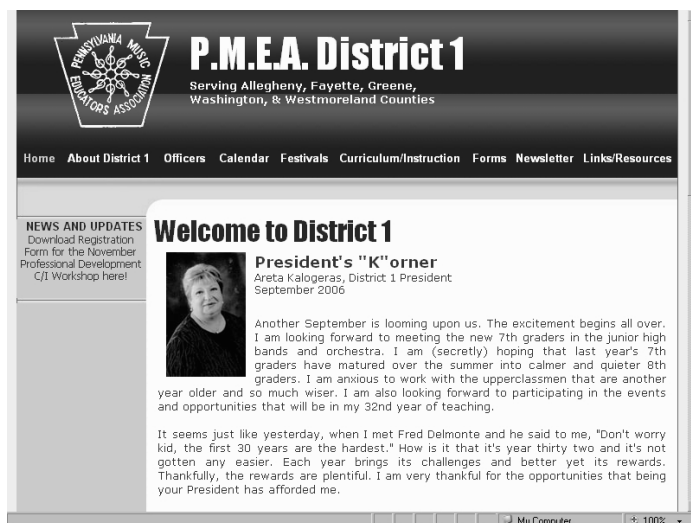 PENNSYLVANIA MUSIC
EDUCATORS ASSOCIATION
P.M.E.A. District 1
Serving Allegheny, Fayette, Greene,
Washington, & Westmoreland Counties
Home About District 1 Officers Calendar Festivals Curriculum/Instruction Forms Newsletter Links/Resources
NEWS AND UPDATES
Download Registration
Form for the November
Professional Development
C/I Workshop here!
Welcome to District 1
President's "K"orner
Areta Kalogeras, District 1 President
September 2006
Another September is looming upon us. The excitement begins all over.
I am looking forward to meeting the new 7th graders in the junior high
bands and orchestra. I am (secretly) hoping that last year's 7th
graders have matured over the summer into calmer and quieter 8th
graders. I am anxious to work with the upperclassmen that are another
year older and so much wiser. I am also looking forward to participating in the events
and opportunities that will be in my 32nd year of teaching.
It seems just like yesterday, when I met Fred Delmonte and he said to me, "Don't worry
kid, the first 30 years are the hardest." How is it that it's year thirty two and it's not
gotten any easier. Each year brings its challenges and better yet its rewards.
Thankfully, the rewards are plentiful. I am very thankful for the opportunities that being
your President has afforded me.
My Computer 100%